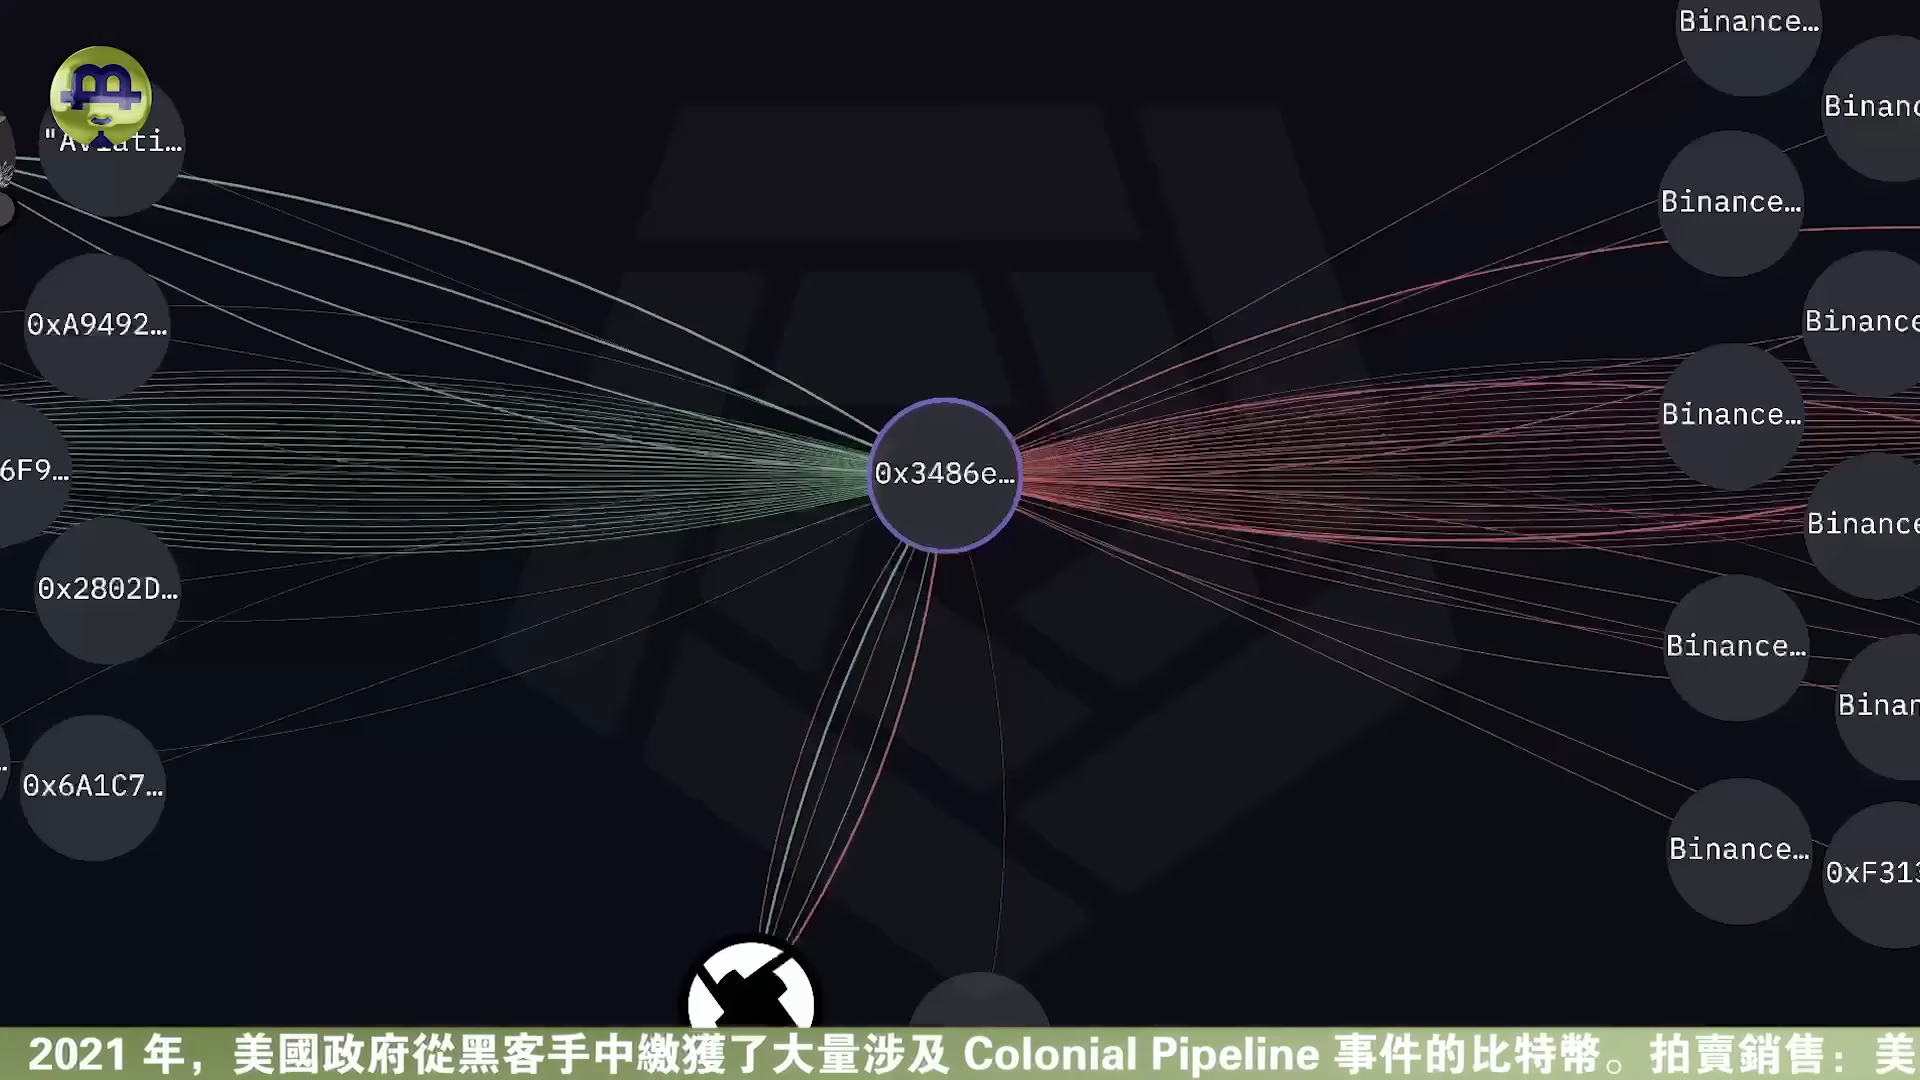 Binance…
Binanc
"Aviati…
Binance…
0xA9492…
Binance
Binance…
6F9…
0x3486e…
Binance
0x2802D…
Binance…
Binan
0x6A1C7…
Binance…
0xF313
2021 年，美國政府從黑客手中繳獲了大量涉及 Colonial Pipeline 事件的比特幣。拍賣銷售：美